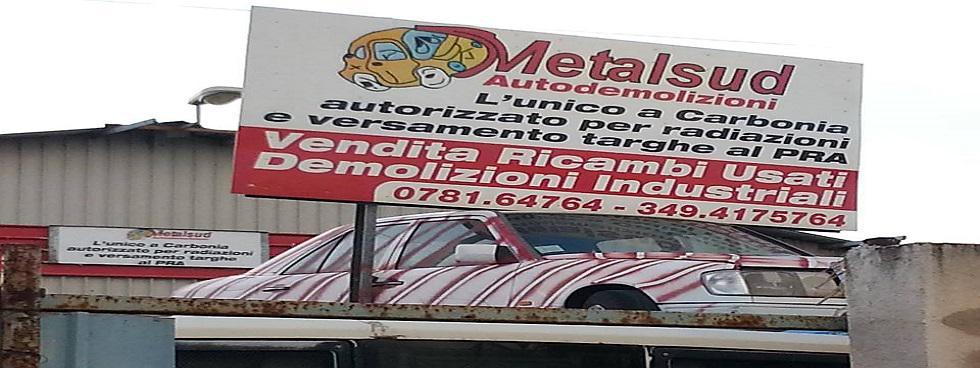 Metalsud
Autodemolizioni
L'unico a Carbonia
autorizzato per radiazioni
e versamento targhe al PRA
Vendita Ricambi Usati
Demolizioni Industriali
0781.64764 - 349.4175764
Metalsud
L'unico a Carbonia
autorizzato per radiazioni
e versamento targhe
al PRA